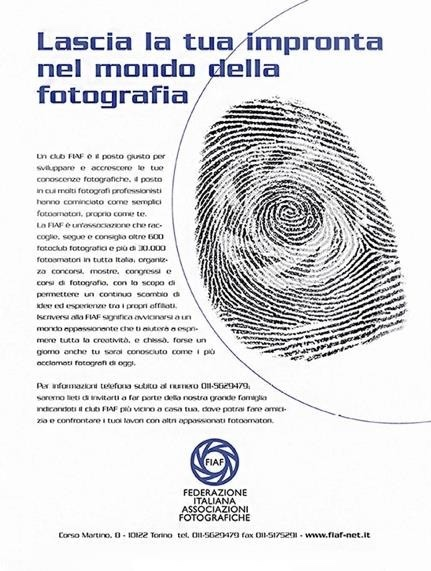 Lascia la tua impronta
nel mondo della
fotografia
Un club FIAF è il posto giusto per
sviluppare e accrescere le tue
conoscenze fotografiche, il posto
in cui molti fotografi professionisti
hanno cominciato come semplici
fotoamatori, proprio come te.
La FIAF è un'associazione che rac-
coglie, segue e consiglia oltre 600
fotoclub fotografici e più di 30.000
fotoamatori in tutta Italia, organiz-
za concorsi, mostre, congressi e
corsi di fotografia, con lo scopo di
permettere un continuo scambio di
idee ed esperienze tra i propri affiliati.
Iscriversi alla FIAF significa avvicinarsi a un
mondo appassionante che ti aiuterà a espri-
mere tutta la creatività, e chissà, forse un
giorno anche tu sarai conosciuto come i più
acclamati fotografi di oggi.
Per informazioni telefona subito al numero 011-5629479;
saremo lieti di invitarti a far parte della nostra grande famiglia
indicandoti il club FIAF più vicino a casa tua, dove potrai fare amici-
zia e confrontare i tuoi lavori con altri appassionati fotoamatori.
FIAF
FEDERAZIONE
ITALIANA
ASSOCIAZIONI
FOTOGRAFICHE
Corso Martino, 8 - 10122 Torino tel. 011-5629479 fax 011-5175291 - www.fiaf-net.it